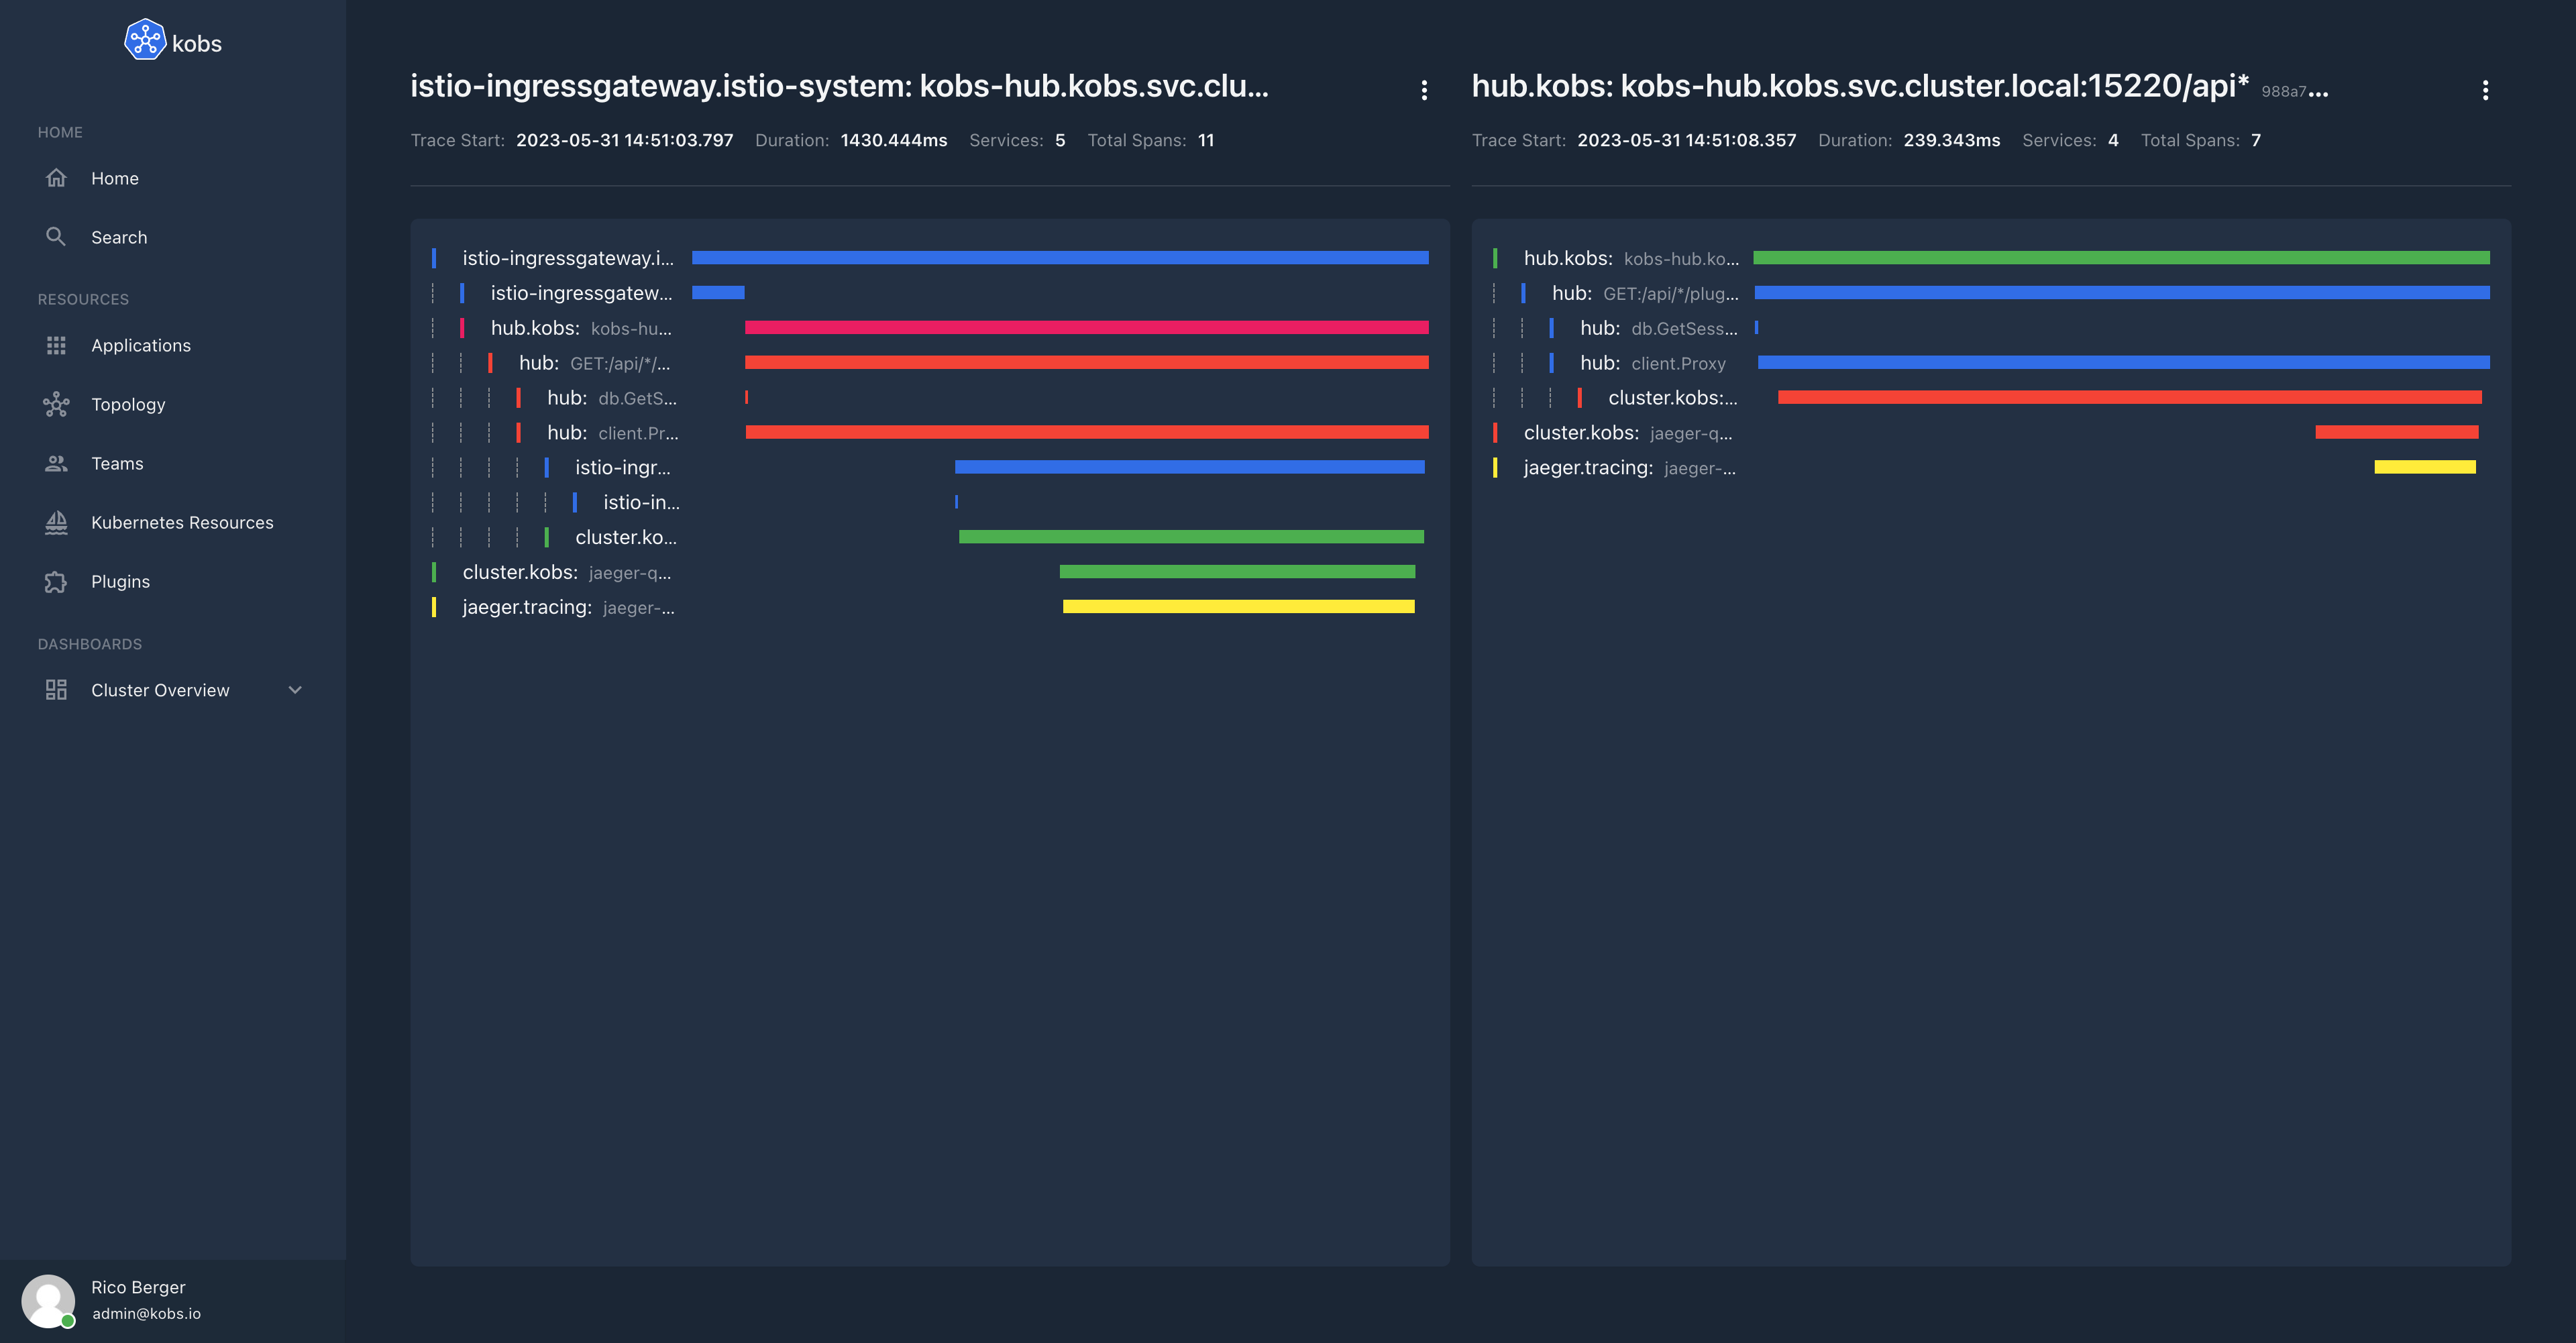 kobs
HOME
Home
Search
RESOURCES
Applications
Topology
Teams
Kubernetes Resources
Plugins
DASHBOARDS
Cluster Overview
Rico Berger
admin@kobs.io
istio-ingressgateway.istio-system: kobs-hub.kobs.svc.clu...
Trace Start: 2023-05-31 14:51:03.797 Duration: 1430.444ms Services: 5 Total Spans: 11
istio-ingressgateway.i...
istio-ingressgatew...
hub.kobs: kobs-hu...
hub: GET:/api/*/...
hub: db.GetS...
hub: client.Pr...
istio-ingr...
istio-in...
cluster.ko...
cluster.kobs: jaeger-q...
jaeger.tracing: jaeger-...
hub.kobs: kobs-hub.kobs.svc.cluster.local:15220/api* 988a7...
Trace Start: 2023-05-31 14:51:08.357 Duration: 239.343ms Services: 4 Total Spans: 7
hub.kobs: kobs-hub.ko...
hub: GET:/api/*/plug...
hub: db.GetSess...
hub: client.Proxy
cluster.kobs:...
cluster.kobs: jaeger-q...
jaeger.tracing: jaeger-...